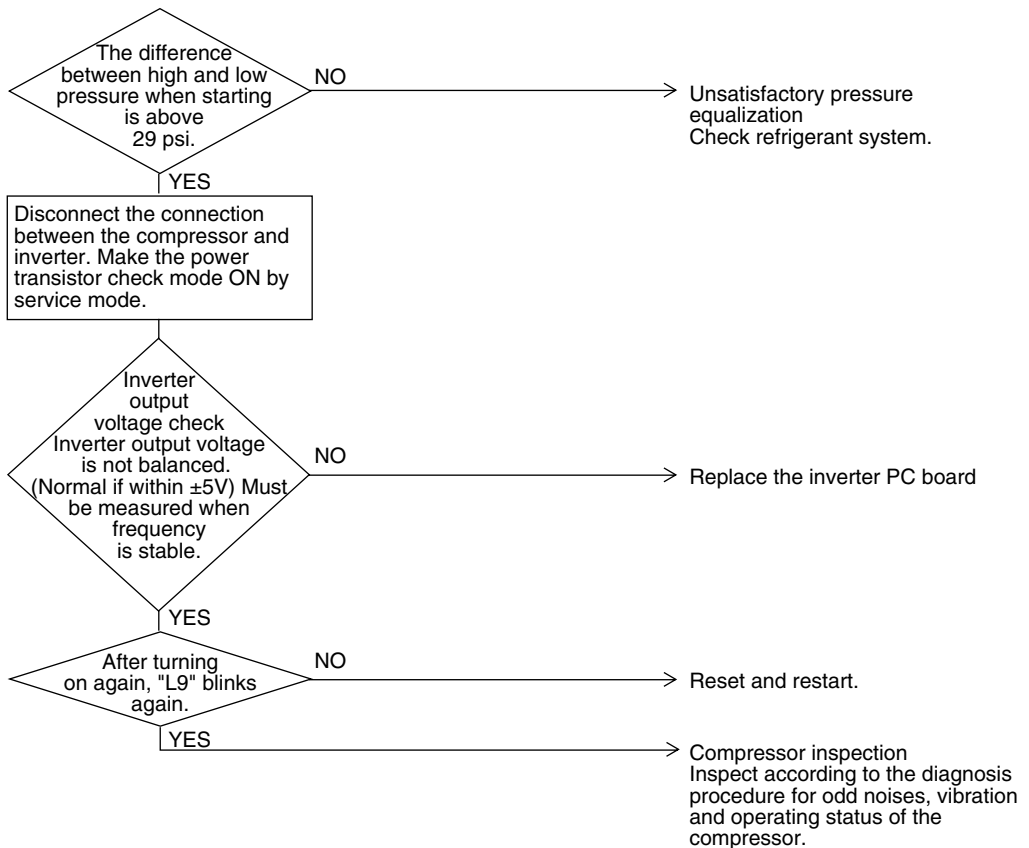 The difference
between high and low
pressure when starting
is above
29 psi.
NO
Unsatisfactory pressure
equalization
Check refrigerant system.
YES
Disconnect the connection
between the compressor and
inverter. Make the power
transistor check mode ON by
service mode.
Inverter
output
voltage check
Inverter output voltage
is not balanced.
(Normal if within ±5V) Must
be measured when
frequency
is stable.
NO
Replace the inverter PC board
YES
After turning
on again, "L9" blinks
again.
NO
Reset and restart.
YES
Compressor inspection
Inspect according to the diagnosis
procedure for odd noises, vibration
and operating status of the
compressor.